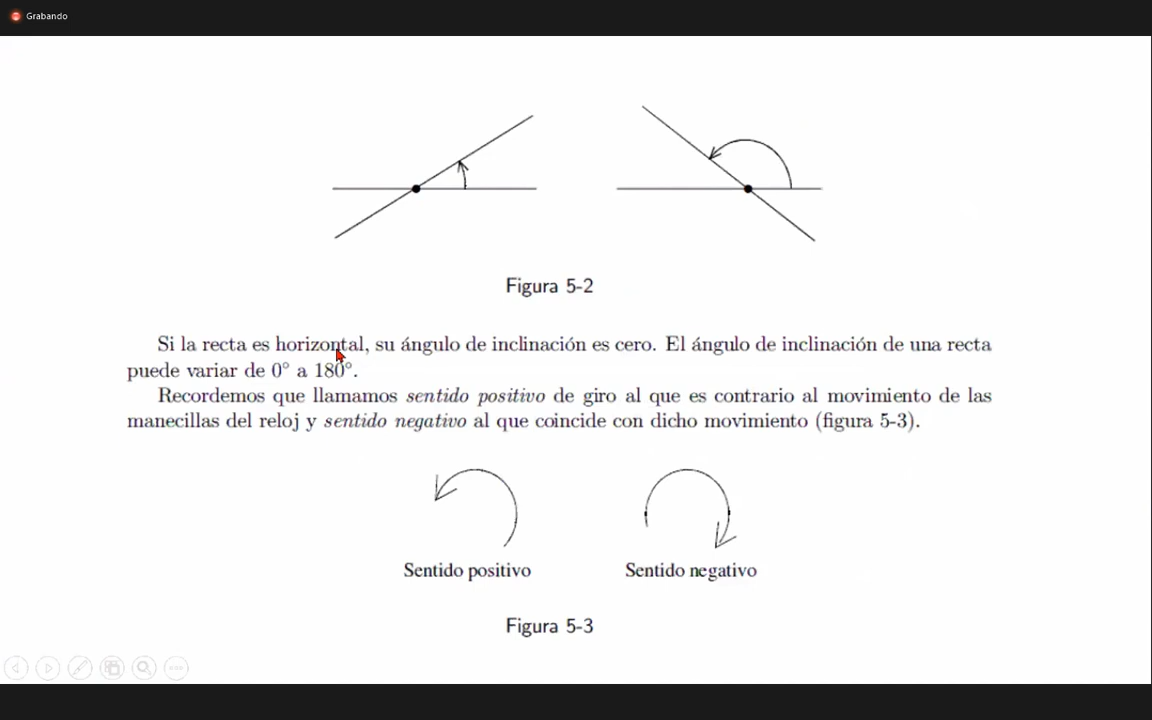 Grabando
Figura 5-2
Si la recta es horizontal, su ángulo de inclinación es cero. El ángulo de inclinación de una recta
puede variar de 0° a 180°.
Recordemos que llamamos sentido positivo de giro al que es contrario al movimiento de las
manecillas del reloj y sentido negativo al que coincide con dicho movimiento (figura 5-3).
Sentido positivo
Sentido negativo
Figura 5-3